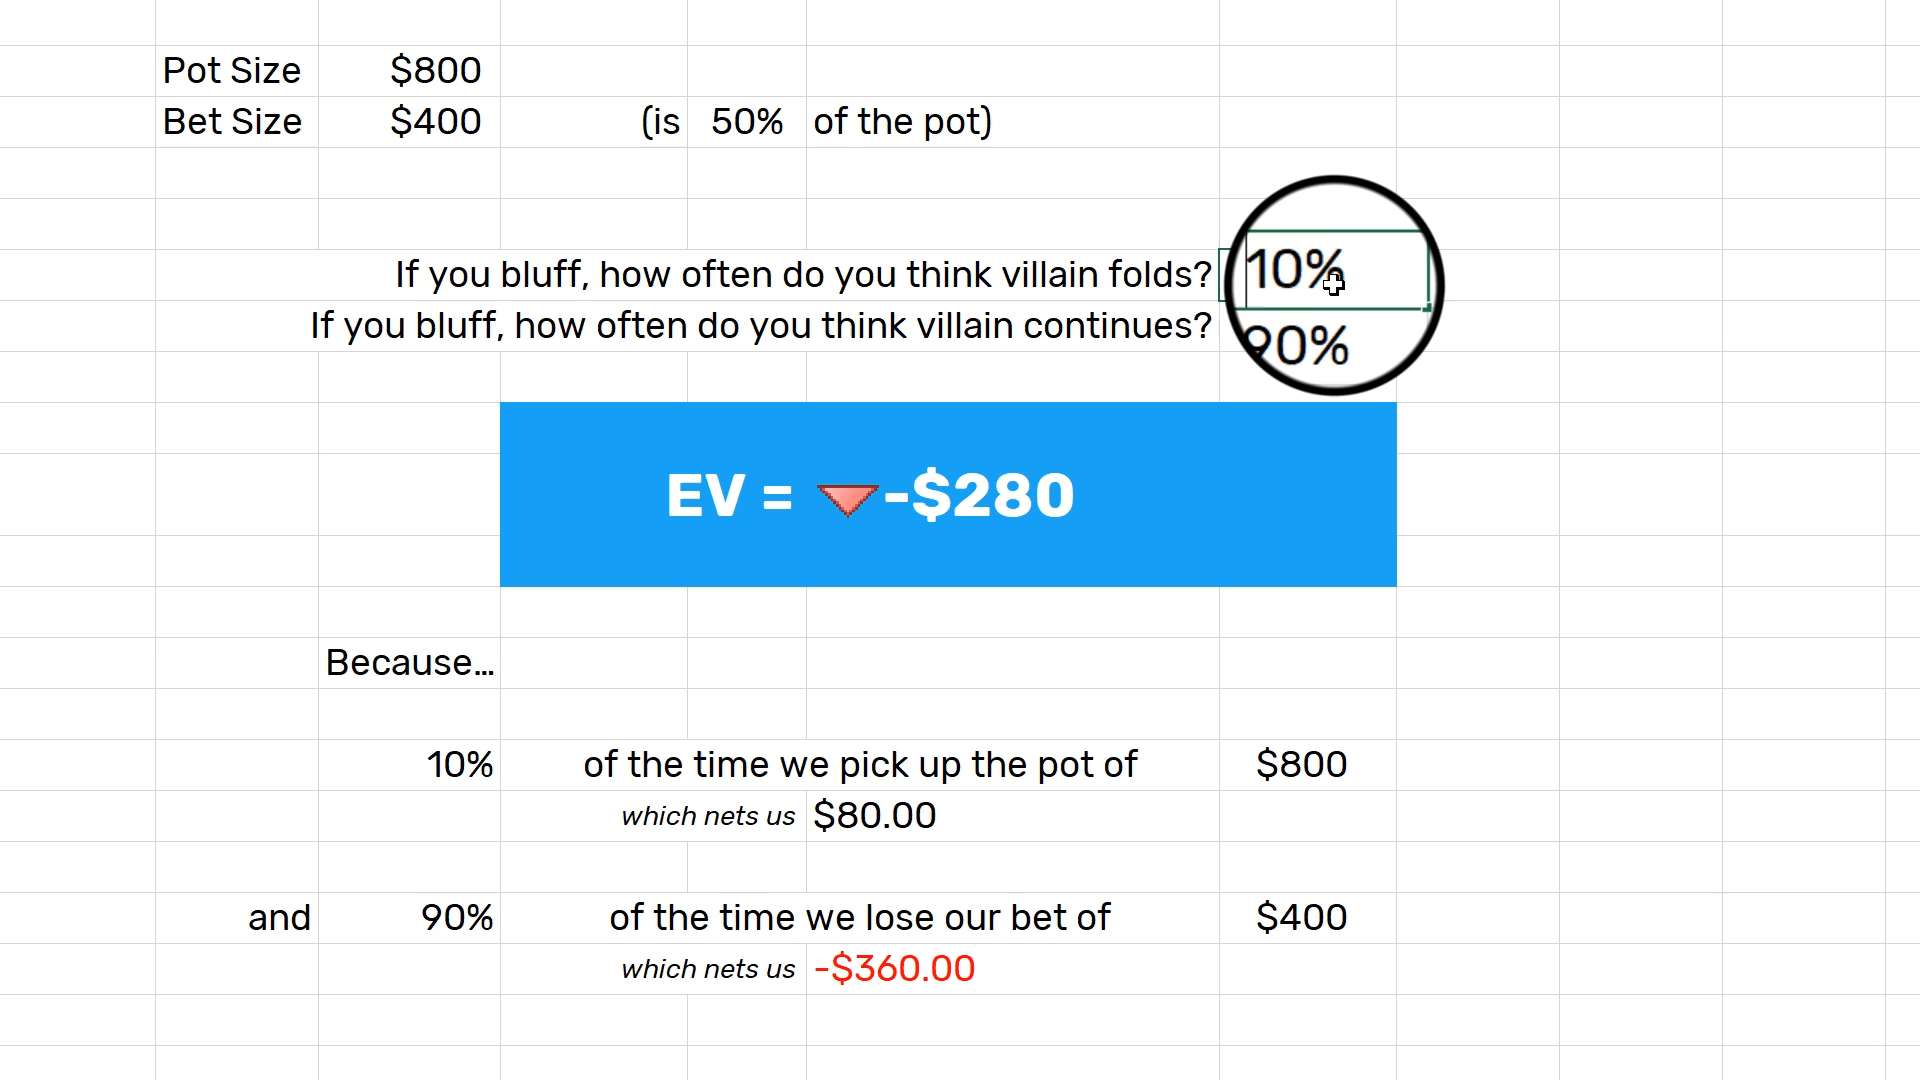 Pot Size $800
Bet Size $400 (is 50% of the pot)
If you bluff, how often do you think villain folds? 10%
If you bluff, how often do you think villain continues? 90%
EV = -$280
Because...
10% of the time we pick up the pot of $800
which nets us $80.00
and 90% of the time we lose our bet of $400
which nets us -$360.00